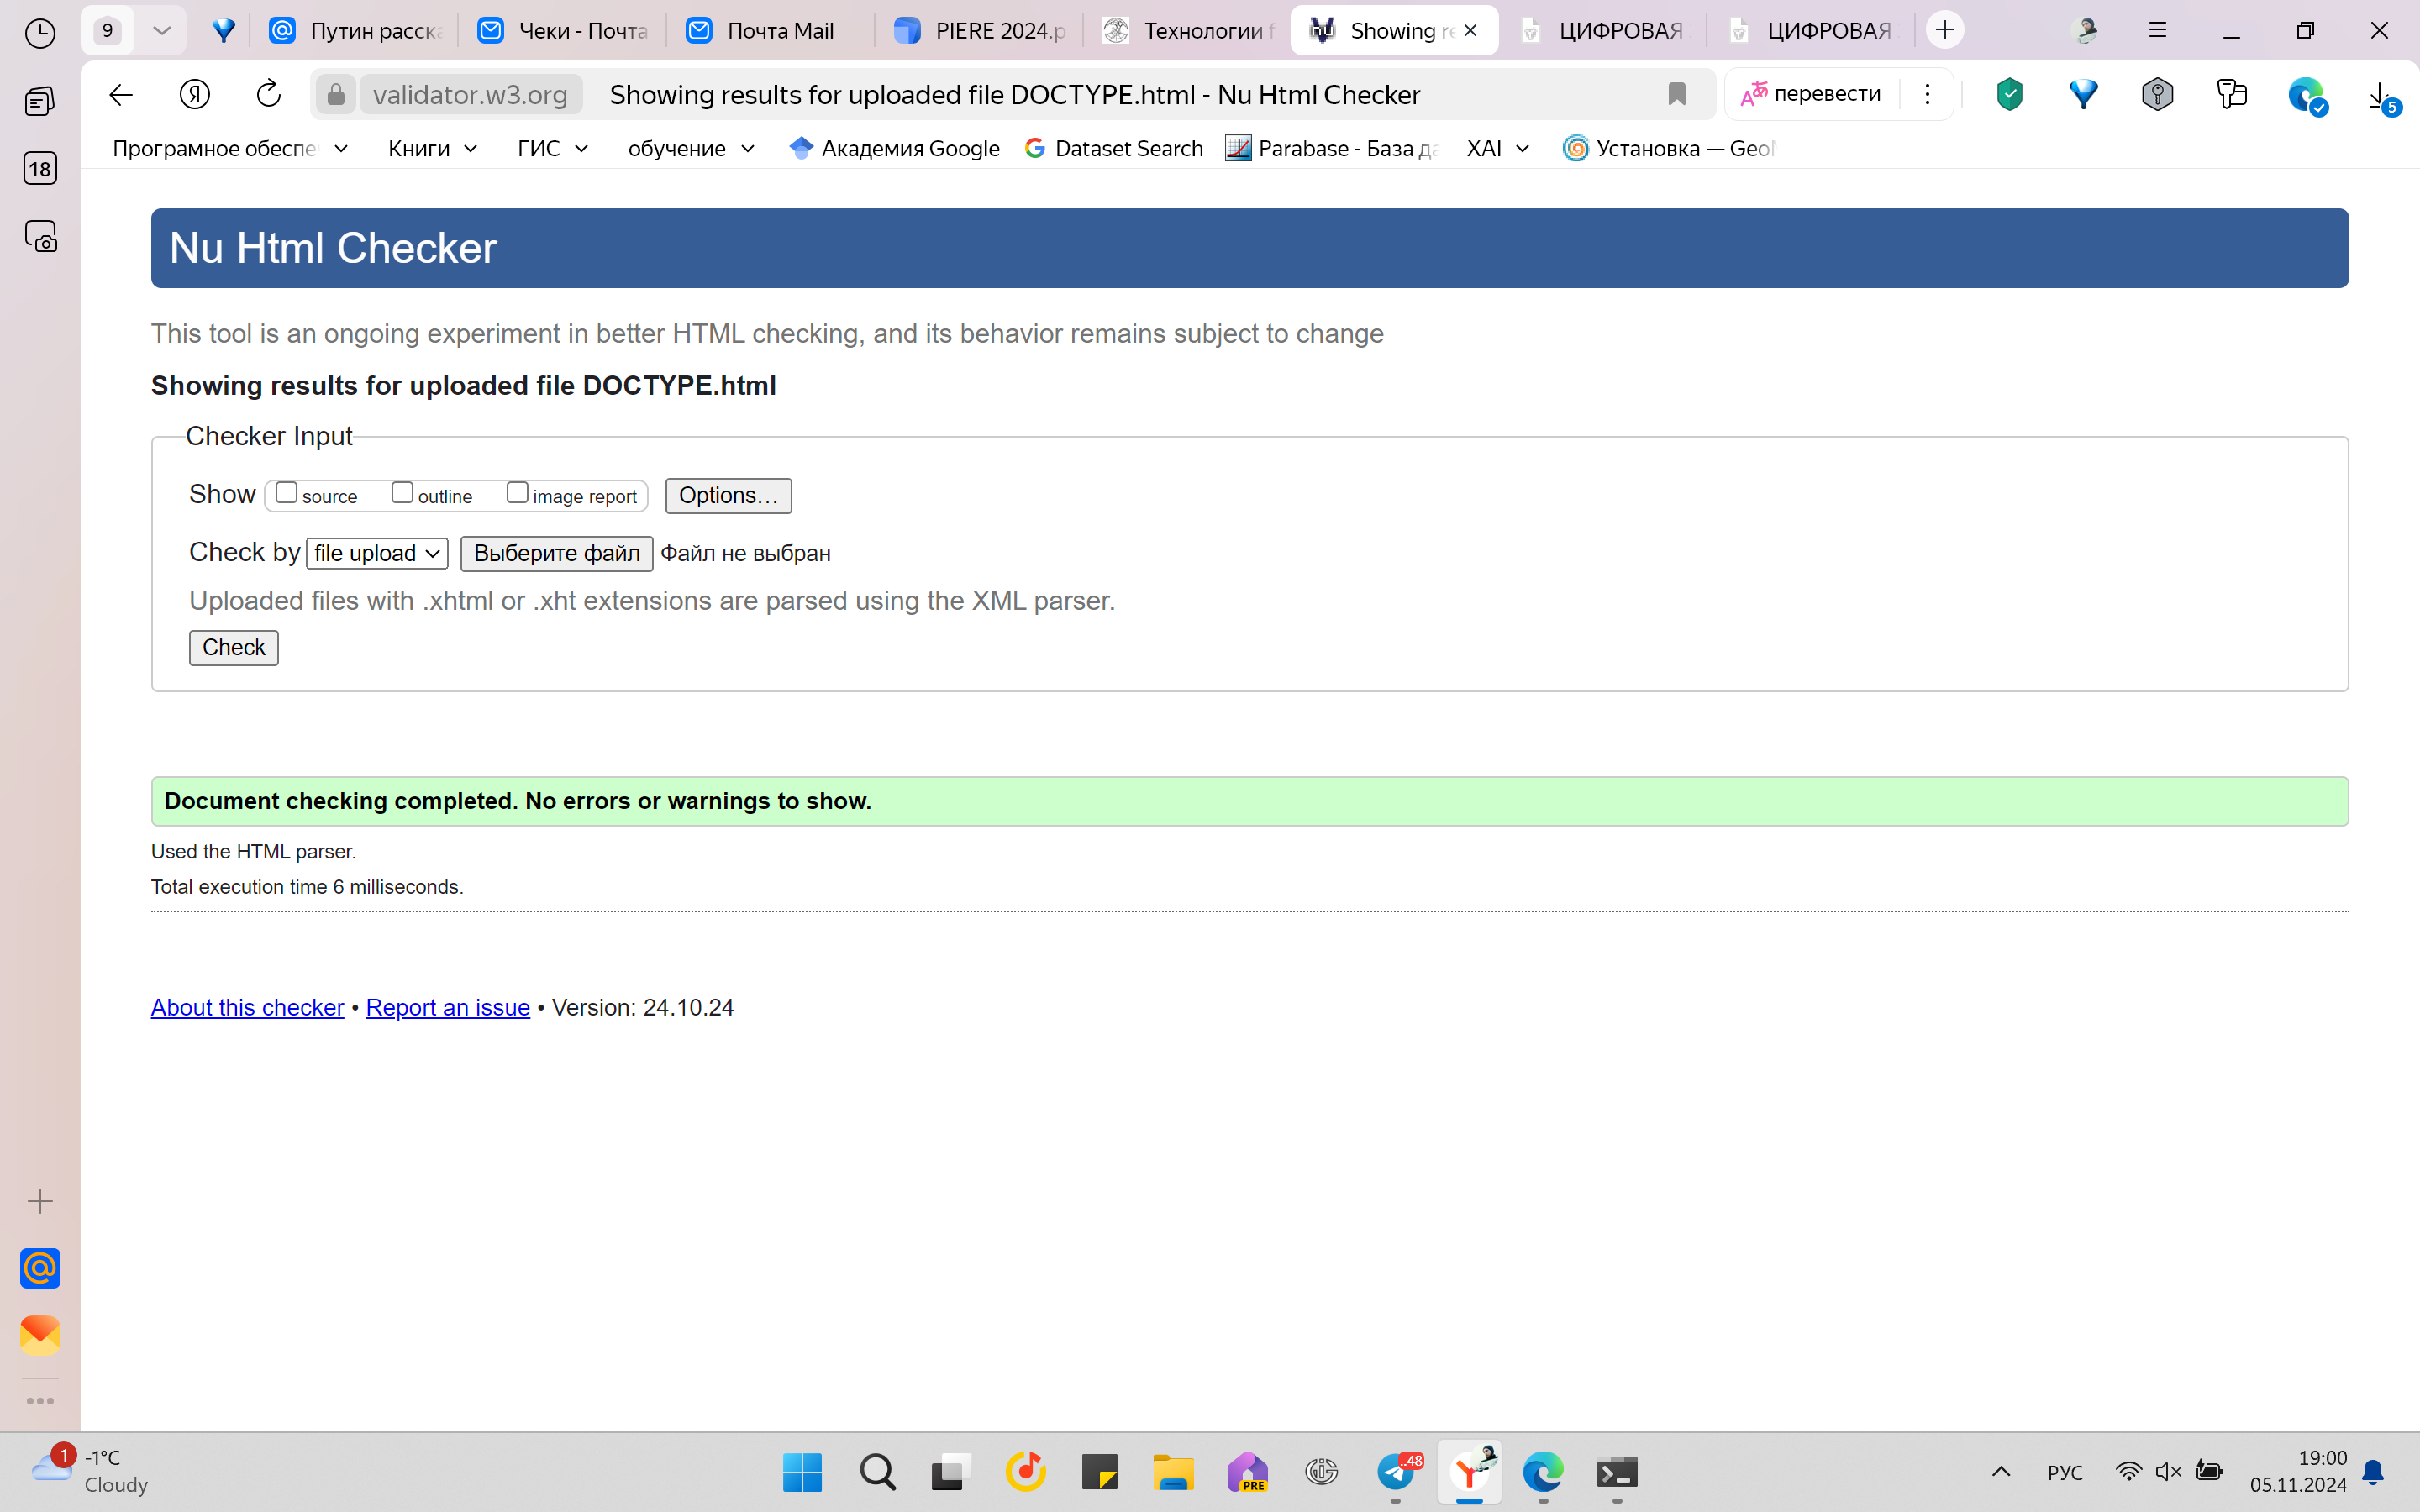 9
Путин расска
Чеки - Почта
Почта Mail
PIERE 2024.p
Технологии f
Showing re
ЦИФРОВАЯ
ЦИФРОВАЯ
Я
validator.w3.org
Showing results for uploaded file DOCTYPE.html - Nu Html Checker
перевести
5
18
Програмное обеспе
Книги
ГИС
обучение
Академия Google
Dataset Search
Parabase - База да
XAI
Установка — Geo
Nu Html Checker
This tool is an ongoing experiment in better HTML checking, and its behavior remains subject to change
Showing results for uploaded file DOCTYPE.html
Checker Input
Show source outline image report Options...
Check by file upload Выберите файл Файл не выбран
Uploaded files with .xhtml or .xht extensions are parsed using the XML parser.
Check
Document checking completed. No errors or warnings to show.
Used the HTML parser.
Total execution time 6 milliseconds.
About this checker • Report an issue • Version: 24.10.24
1
-1°C
Cloudy
PRE
..48
РУС
19:00
05.11.2024